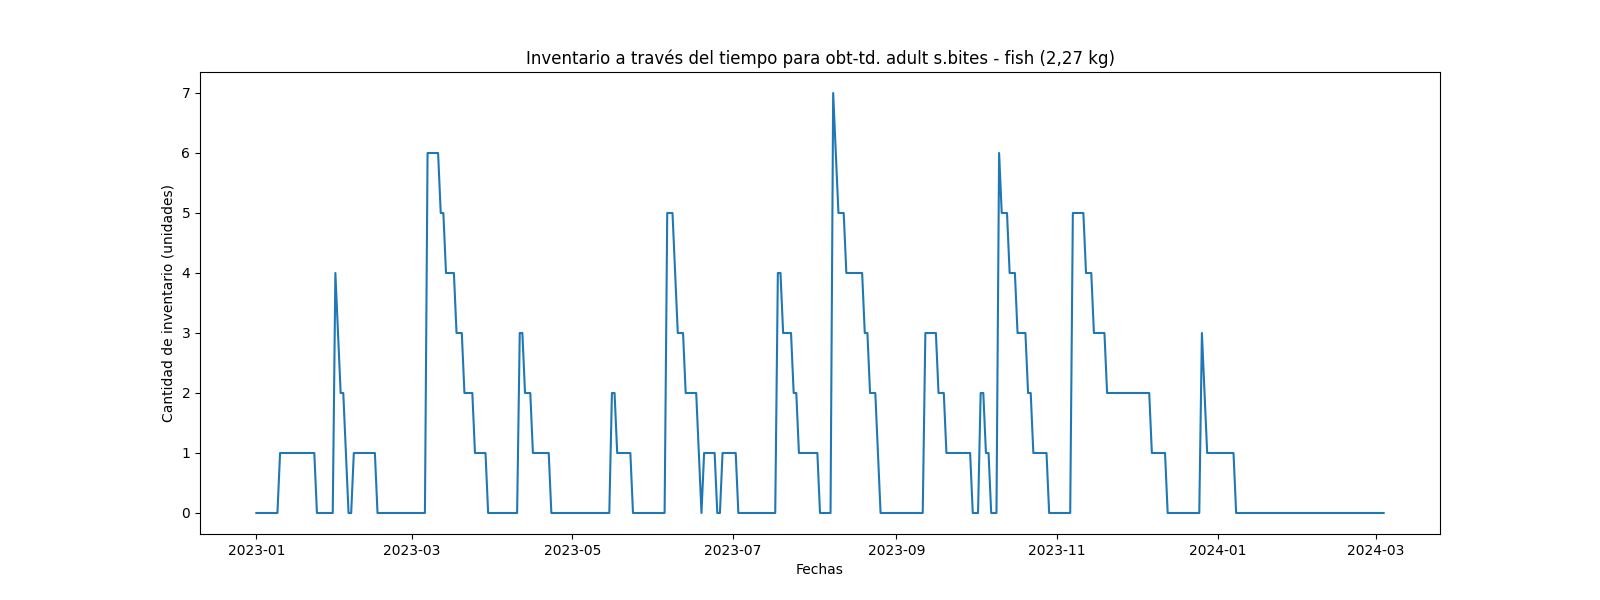 Inventario a través del tiempo para obt-td. adult s.bites - fish (2,27 kg)
Cantidad de inventario (unidades)
7
6
5
4
3
2
1
0
2023-01 2023-03 2023-05 2023-07 2023-09 2023-11 2024-01 2024-03
Fechas